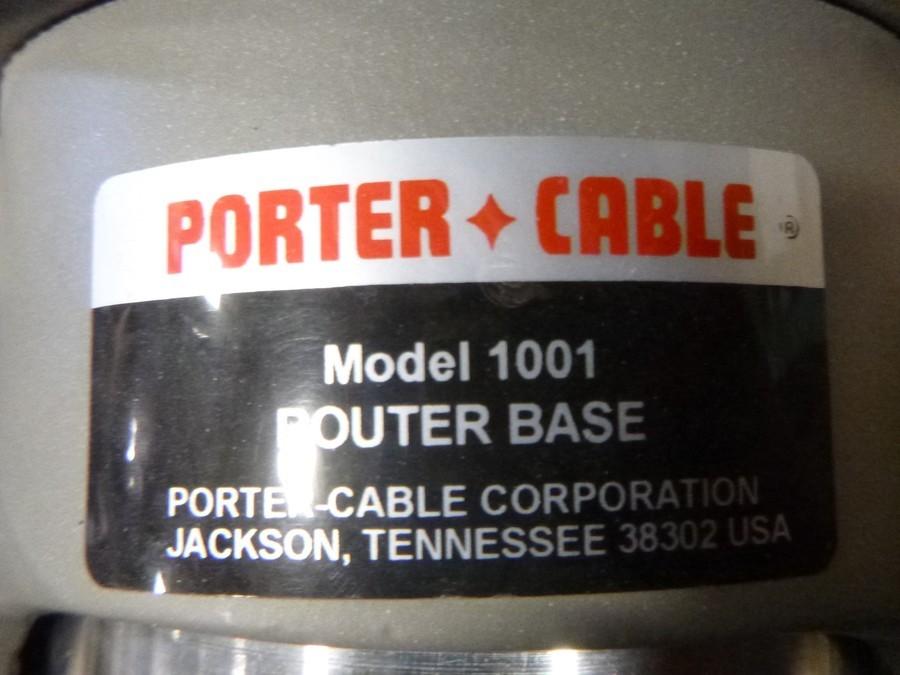 PORTER CABLE ®
Model 1001
ROUTER BASE
PORTER-CABLE CORPORATION
JACKSON, TENNESSEE 38302 USA